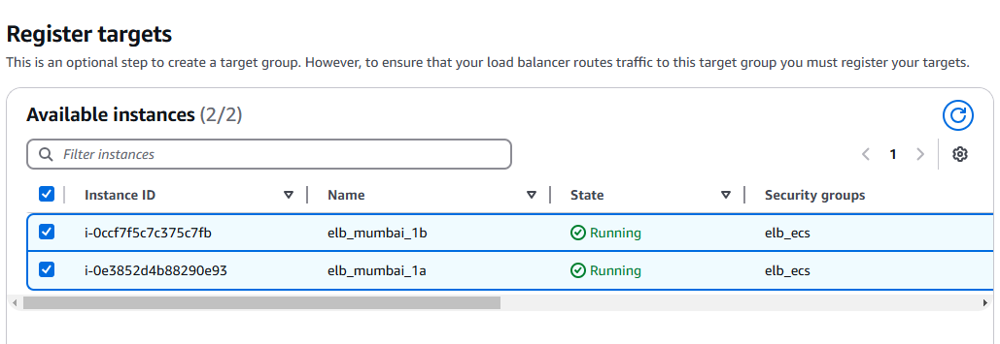 Register targets
This is an optional step to create a target group. However, to ensure that your load balancer routes traffic to this target group you must register your targets.
Available instances (2/2)
Filter instances
1
Instance ID Name State Security groups
i-0ccf7f5c7c375c7fb elb_mumbai_1b Running elb_ecs
i-0e3852d4b88290e93 elb_mumbai_1a Running elb_ecs